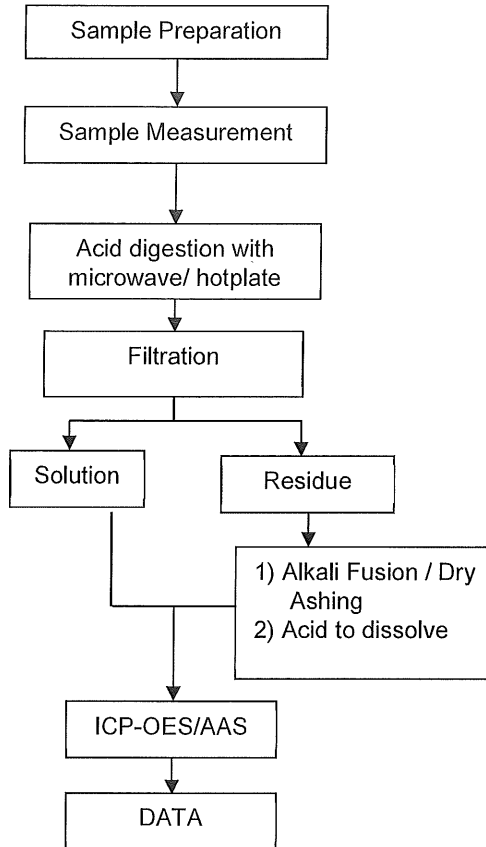 Sample Preparation
Sample Measurement
Acid digestion with
microwave/ hotplate
Filtration
Solution
Residue
1) Alkali Fusion / Dry
Ashing
2) Acid to dissolve
ICP-OES/AAS
DATA